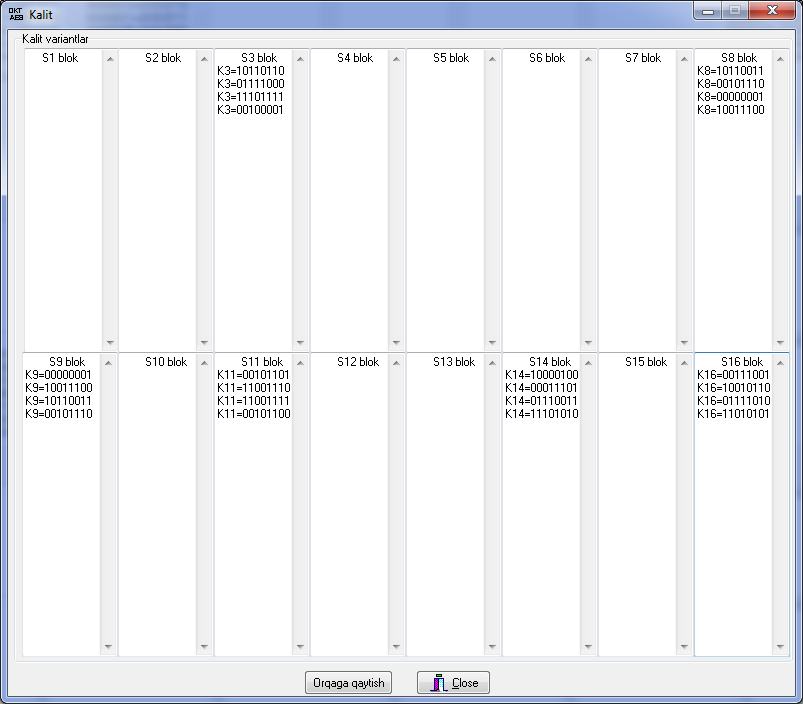 ОКТ
АЕВ
Kalit
Kalit variantlar
S1 blok
S2 blok
S3 blok
K3=10110110
K3=01111000
K3=11101111
K3=00100001
S4 blok
S5 blok
S6 blok
S7 blok
S8 blok
K8=10110011
K8=00101110
K8=00000001
K8=10011100
S9 blok
K9=00000001
K9=10011100
K9=10110011
K9=00101110
S10 blok
S11 blok
K11=00101101
K11=11001110
K11=11001111
K11=00101100
S12 blok
S13 blok
S14 blok
K14=10000100
K14=00011101
K14=01110011
K14=11101010
S15 blok
S16 blok
K16=00111001
K16=10010110
K16=01111010
K16=11010101
Orqaga qaytish
Close